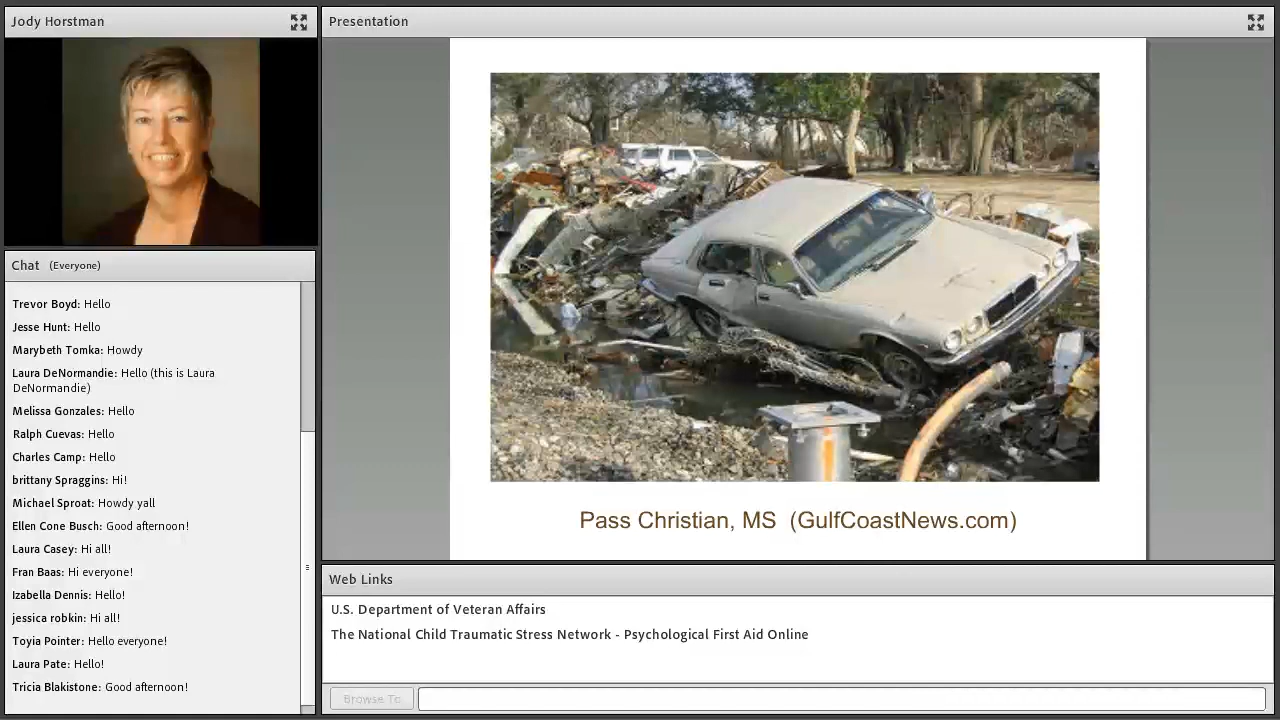 Jody Horstman
Chat (Everyone)
Trevor Boyd: Hello
Jesse Hunt: Hello
Marybeth Tomka: Howdy
Laura DeNormandie: Hello (this is Laura
DeNormandie)
Melissa Gonzales: Hello
Ralph Cuevas: Hello
Charles Camp: Hello
brittany Spraggins: Hi!
Michael Sproat: Howdy yall
Ellen Cone Busch: Good afternoon!
Laura Casey: Hi all!
Fran Baas: Hi everyone!
Izabella Dennis: Hello!
jessica robkin: Hi all!
Toyia Pointer: Hello everyone!
Laura Pate: Hello!
Tricia Blakistone: Good afternoon!
Presentation
Pass Christian, MS (GulfCoastNews.com)
Web Links
U.S. Department of Veteran Affairs
The National Child Traumatic Stress Network - Psychological First Aid Online
Browse To